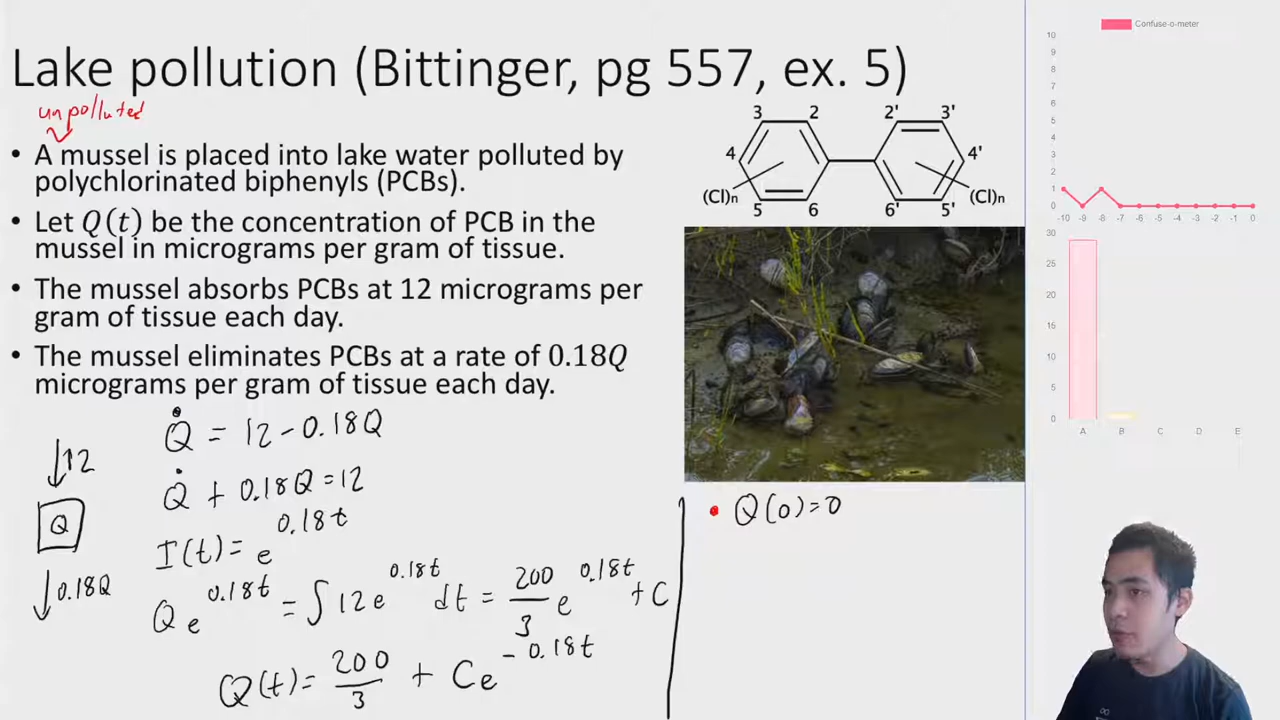 Lake pollution (Bittinger, pg 557, ex. 5)
unpolluted
• A mussel is placed into lake water polluted by
polychlorinated biphenyls (PCBs).
• Let Q(t) be the concentration of PCB in the
mussel in micrograms per gram of tissue.
• The mussel absorbs PCBs at 12 micrograms per
gram of tissue each day.
• The mussel eliminates PCBs at a rate of 0.18Q
micrograms per gram of tissue each day.
3 2 2' 3'
4 4'
(Cl)n (Cl)n
5 6 6' 5'
↓12
Q
↓0.18Q
Q̇ = 12 - 0.18Q
Q̇ + 0.18Q = 12
I(t) = e^0.18t
Qe^0.18t = ∫12e^0.18t dt = 200/3 e^0.18t + C
Q(t) = 200/3 + Ce^-0.18t
• Q(0)=0
Confuse-o-meter
10
9
8
7
6
5
4
3
2
1
0
-10 -9 -8 -7 -6 -5 -4 -3 -2 -1 0
30
25
20
15
10
5
0
A B C D E
∞